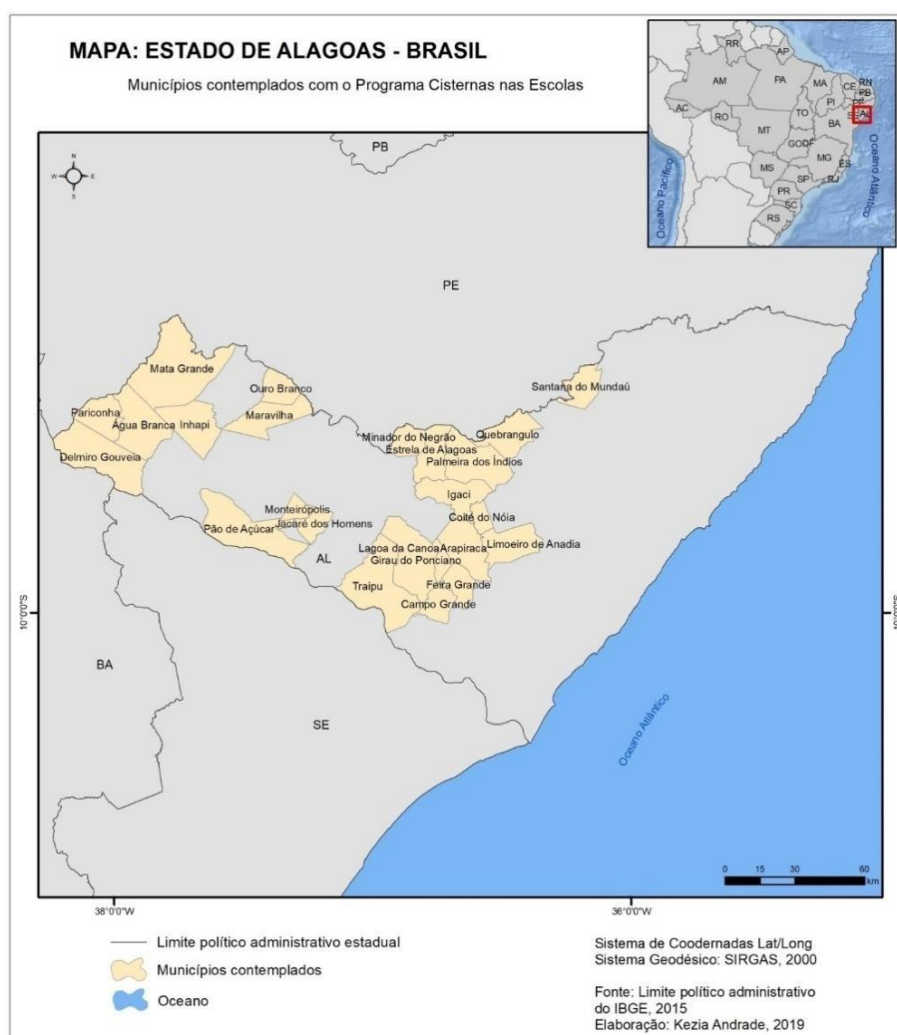 MAPA: ESTADO DE ALAGOAS - BRASIL
Municípios contemplados com o Programa Cisternas nas Escolas
RR
AP
AM
PA
MA
CE
RN
PB
PI
AC
RO
TO
SE
AL
BA
MT
GO
DF
MG
ES
MS
SP
RJ
PR
SC
RS
Oceano Pacífico
Oceano Atlântico
N
W
E
S
PB
PE
Mata Grande
Ouro Branco
Santana do Mundaú
Pariconha
Maravilha
Água Branca
Inhapi
Minador do Negrão
Quebrangulo
Estrela de Alagoas
Delmiro Gouveia
Palmeira dos Índios
Igaci
Monteirópolis
Coité do Nóia
Pão de Açúcar
Jacaré dos Homens
Lagoa da Canoa
Arapiraca
Limoeiro de Anadia
AL
Girau do Ponciano
Traipu
Feira Grande
Campo Grande
10°0'0"S
10°0'0"S
BA
SE
Oceano Atlântico
0 15 30 60
km
38°0'0"W
36°0'0"W
Limite político administrativo estadual
Municípios contemplados
Oceano
Sistema de Coodernadas Lat/Long
Sistema Geodésico: SIRGAS, 2000
Fonte: Limite político administrativo
do IBGE, 2015
Elaboração: Kezia Andrade, 2019